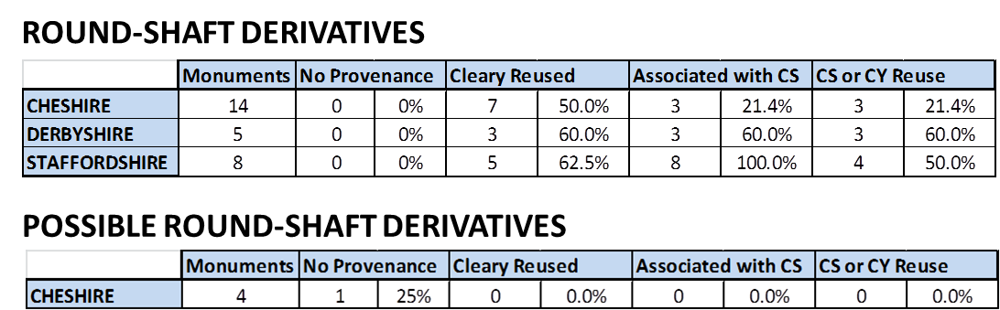 ROUND-SHAFT DERIVATIVES
Monuments No Provenance Cleary Reused Associated with CS CS or CY Reuse
CHESHIRE 14 0 0% 7 50.0% 3 21.4% 3 21.4%
DERBYSHIRE 5 0 0% 3 60.0% 3 60.0% 3 60.0%
STAFFORDSHIRE 8 0 0% 5 62.5% 8 100.0% 4 50.0%
POSSIBLE ROUND-SHAFT DERIVATIVES
Monuments No Provenance Cleary Reused Associated with CS CS or CY Reuse
CHESHIRE 4 1 25% 0 0.0% 0 0.0% 0 0.0%